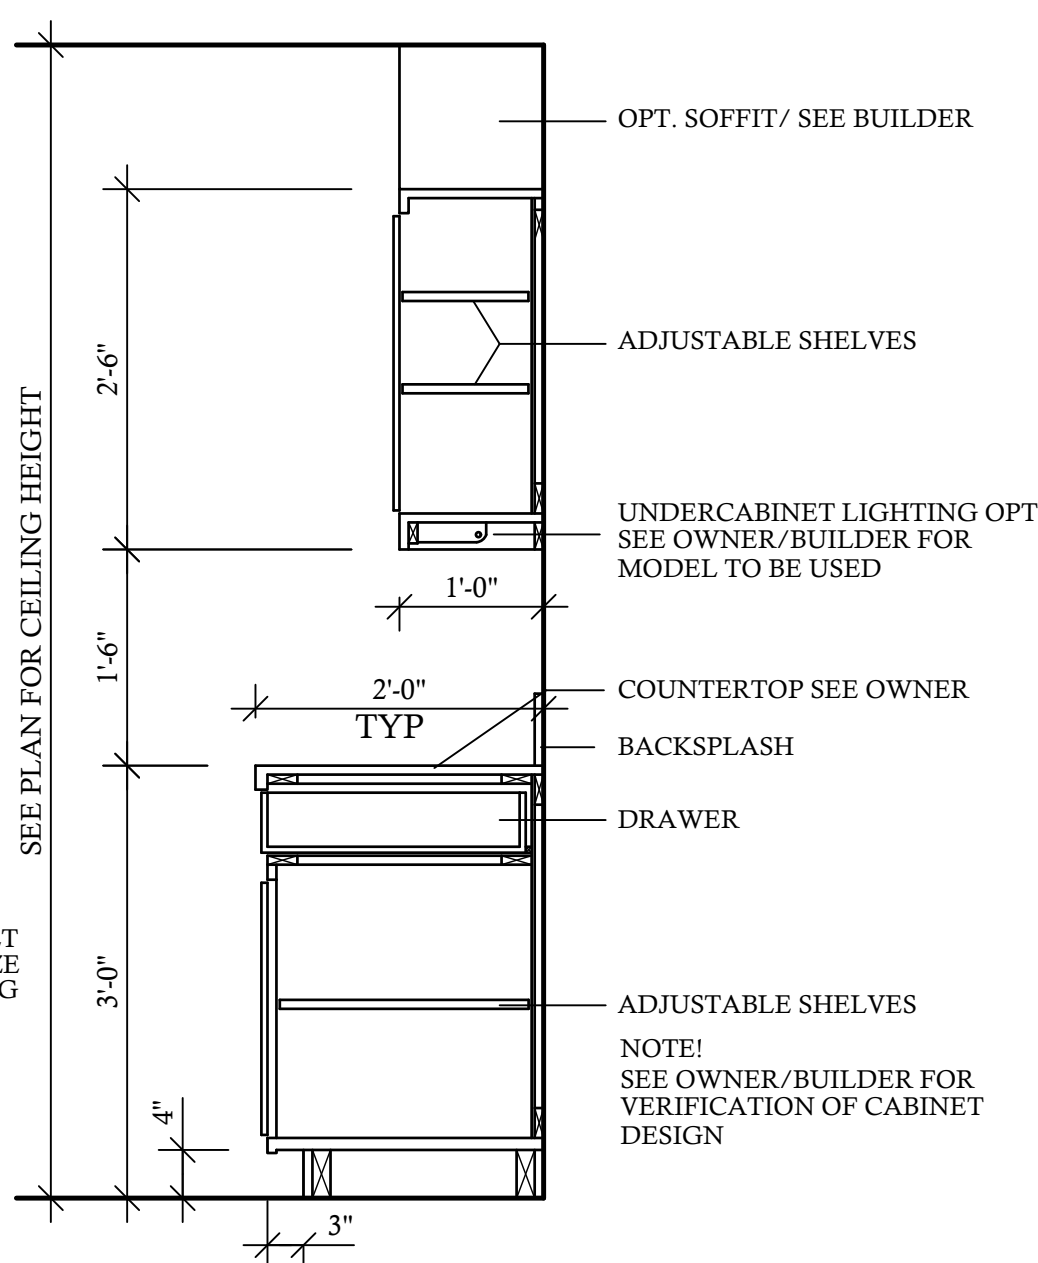 OPT. SOFFIT/ SEE BUILDER
2'-6"
ADJUSTABLE SHELVES
SEE PLAN FOR CEILING HEIGHT
UNDERCABINET LIGHTING OPT
SEE OWNER/BUILDER FOR
MODEL TO BE USED
1'-0"
1'-6"
2'-0"
TYP
COUNTERTOP SEE OWNER
BACKSPLASH
DRAWER
3'-0"
ADJUSTABLE SHELVES
NOTE!
SEE OWNER/BUILDER FOR
VERIFICATION OF CABINET
DESIGN
4"
3"